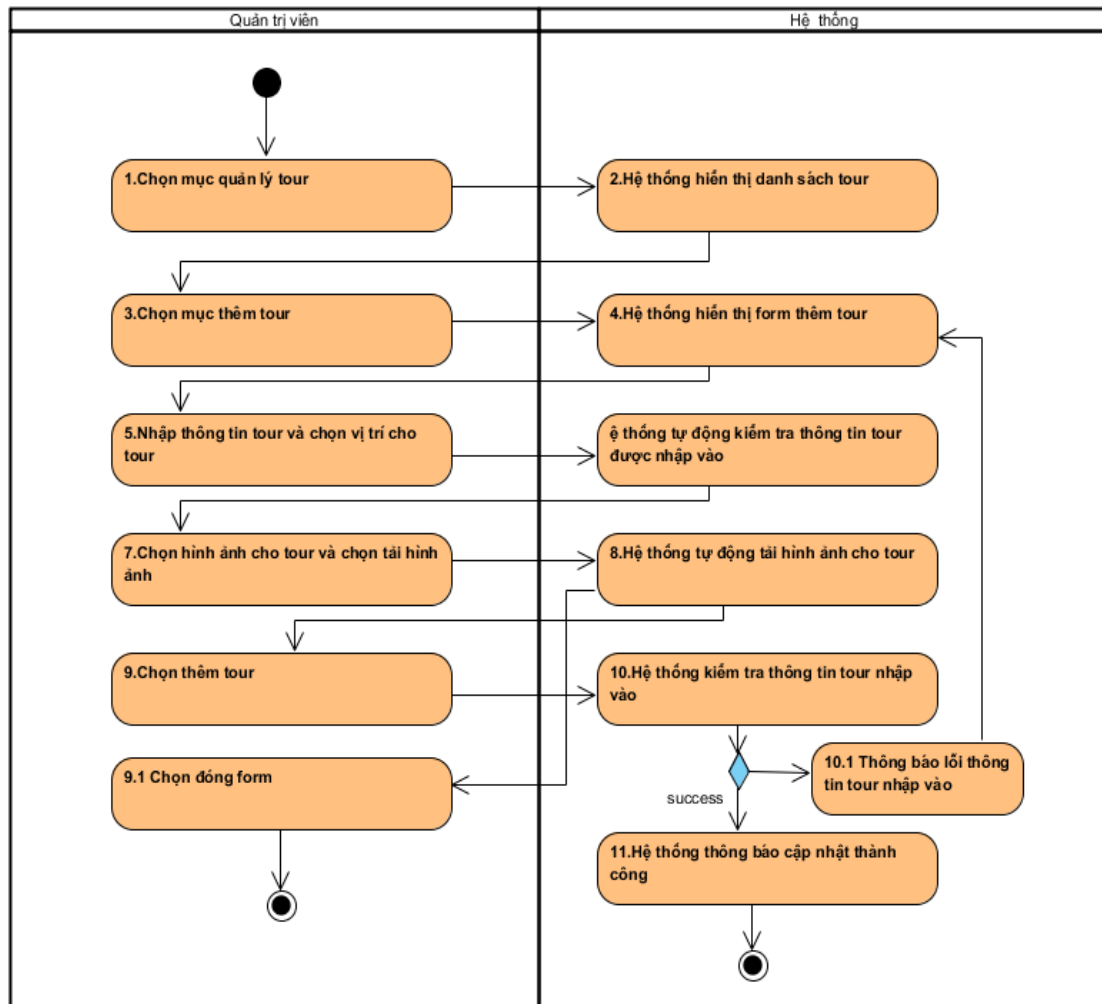 Quản trị viên
Hệ thống
1.Chọn mục quản lý tour
2.Hệ thống hiển thị danh sách tour
3.Chọn mục thêm tour
4.Hệ thống hiển thị form thêm tour
5.Nhập thông tin tour và chọn vị trí cho
tour
ệ thống tự động kiểm tra thông tin tour
được nhập vào
7.Chọn hình ảnh cho tour và chọn tải hình
ảnh
8.Hệ thống tự động tải hình ảnh cho tour
9.Chọn thêm tour
10.Hệ thống kiểm tra thông tin tour nhập
vào
9.1 Chọn đóng form
10.1 Thông báo lỗi thông
tin tour nhập vào
success
11.Hệ thống thông báo cập nhật thành
công